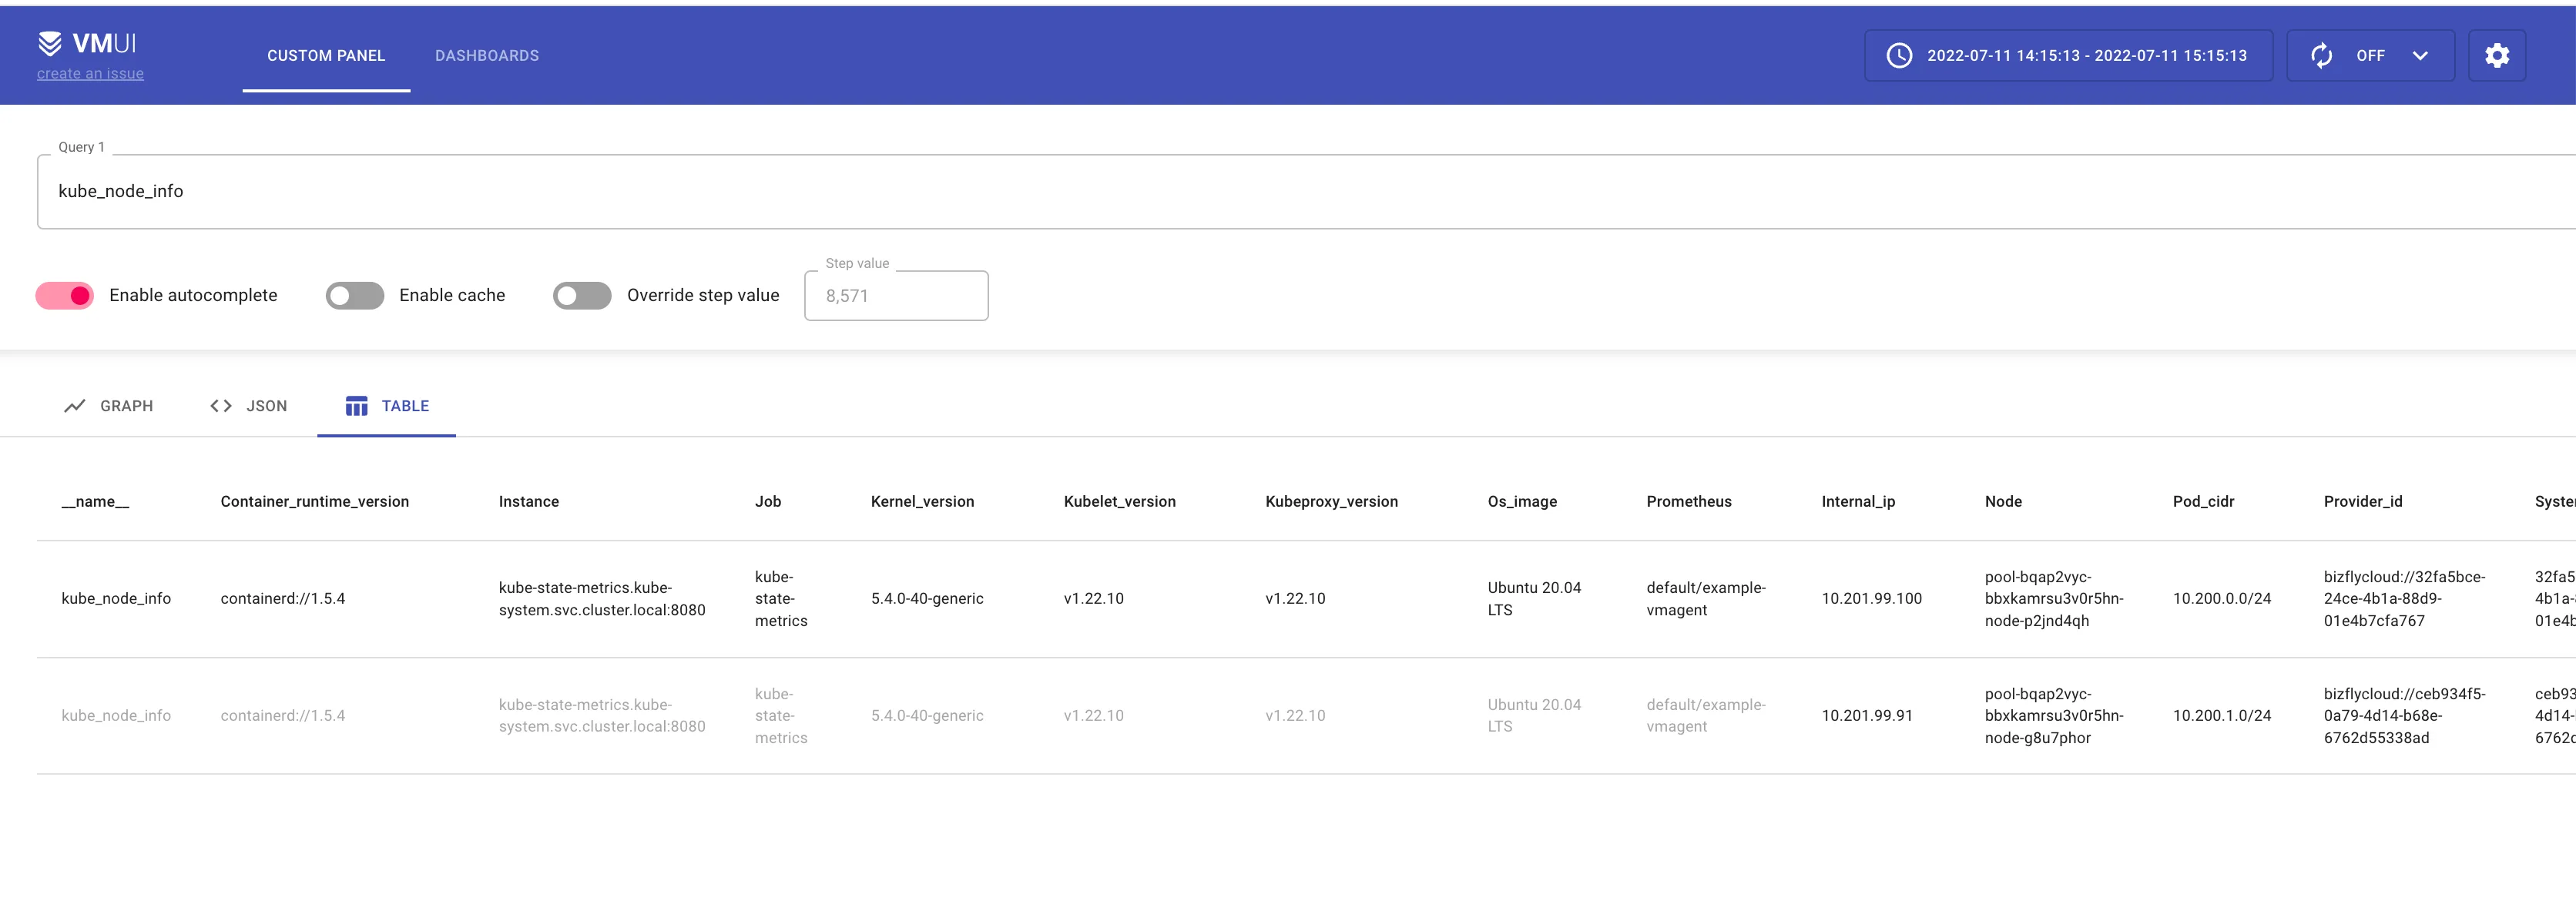 VMUI
create an issue
CUSTOM PANEL
DASHBOARDS
2022-07-11 14:15:13 - 2022-07-11 15:15:13
OFF
Query 1
kube_node_info
Enable autocomplete
Enable cache
Override step value
Step value
8,571
GRAPH
JSON
TABLE
__name__ Container_runtime_version Instance Job Kernel_version Kubelet_version Kubeproxy_version Os_image Prometheus Internal_ip Node Pod_cidr Provider_id Syste
kube_node_info
containerd://1.5.4
kube-state-metrics.kube-
system.svc.cluster.local:8080
kube-
state-
metrics
5.4.0-40-generic
v1.22.10
v1.22.10
Ubuntu 20.04
LTS
default/example-
vmagent
10.201.99.100
pool-bqap2vyc-
bbxkamrsu3v0r5hn-
node-p2jnd4qh
10.200.0.0/24
bizflycloud://32fa5bce-
24ce-4b1a-88d9-
01e4b7cfa767
32fa5
4b1a-
01e4b
kube_node_info
containerd://1.5.4
kube-state-metrics.kube-
system.svc.cluster.local:8080
kube-
state-
metrics
5.4.0-40-generic
v1.22.10
v1.22.10
Ubuntu 20.04
LTS
default/example-
vmagent
10.201.99.91
pool-bqap2vyc-
bbxkamrsu3v0r5hn-
node-g8u7phor
10.200.1.0/24
bizflycloud://ceb934f5-
0a79-4d14-b68e-
6762d55338ad
ceb93
4d14-
6762d